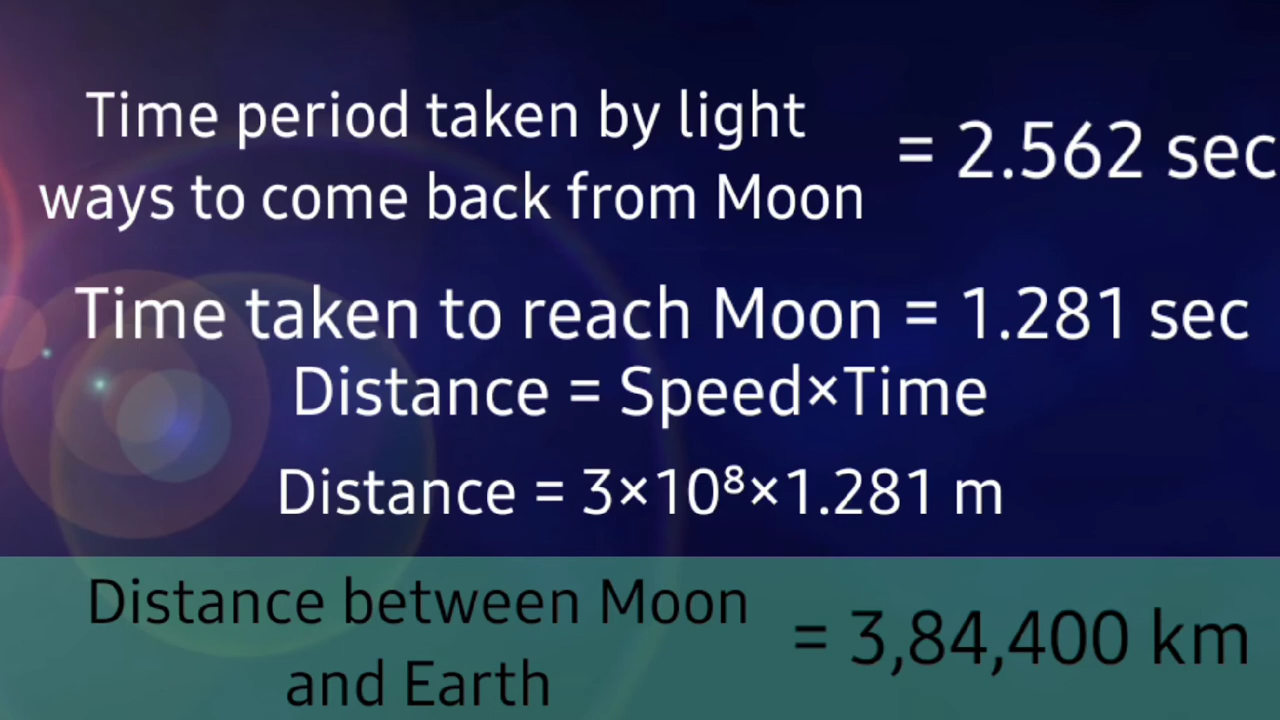 Time period taken by light
ways to come back from Moon
= 2.562 sec
Time taken to reach Moon = 1.281 sec
Distance = Speed×Time
Distance = 3×10⁸×1.281 m
Distance between Moon
and Earth
= 3,84,400 km